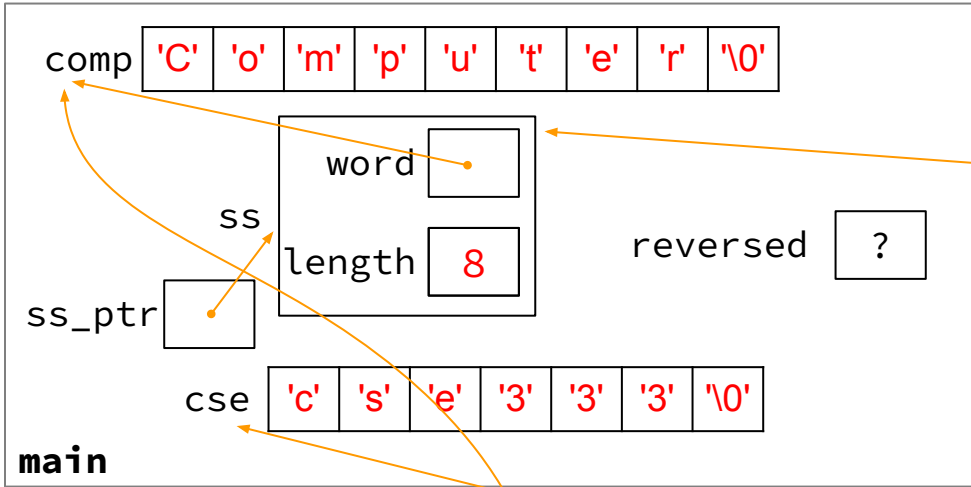 comp 'C' 'o' 'm' 'p' 'u' 't' 'e' 'r' '\0'
word
ss
reversed ?
length 8
ss_ptr
cse 'c' 's' 'e' '3' '3' '3' '\0'
main